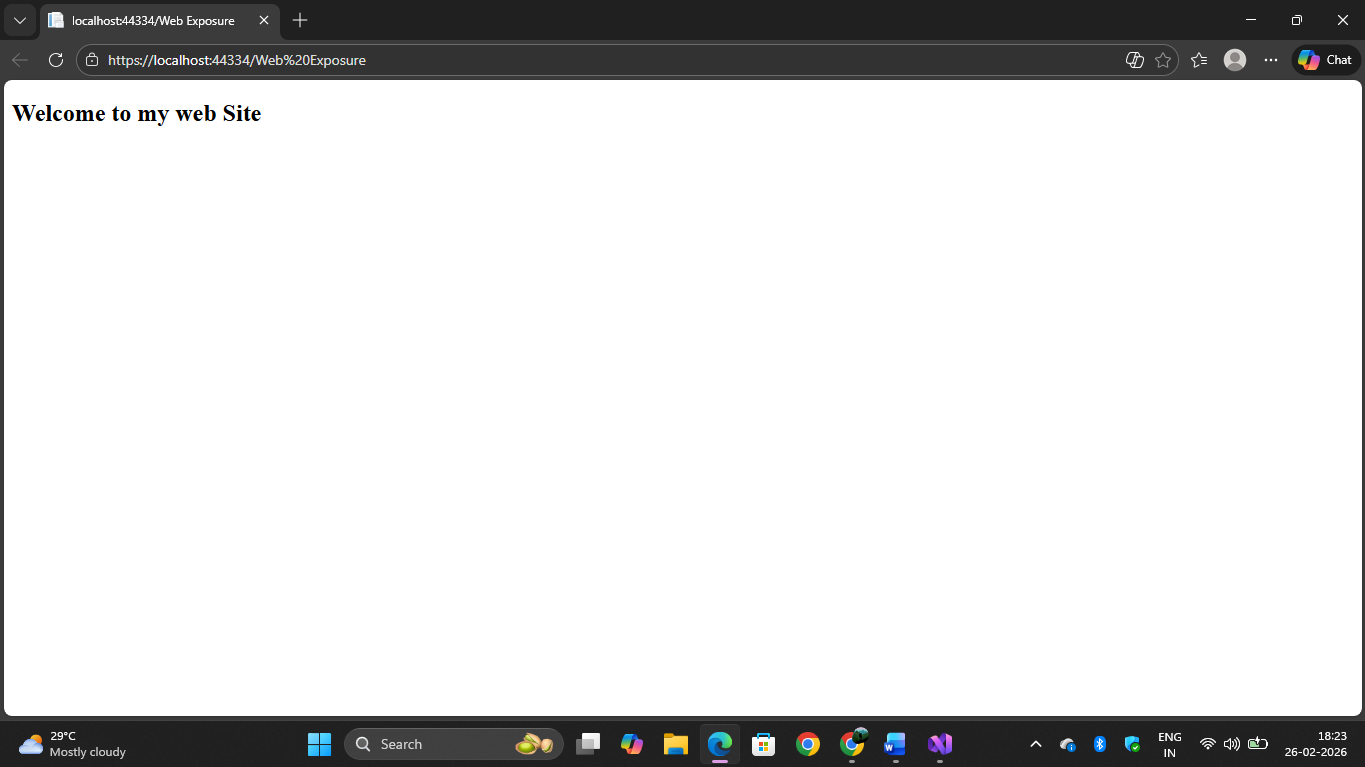 localhost:44334/Web Exposure
https://localhost:44334/Web%20Exposure
Chat
Welcome to my web Site
29°C
Mostly cloudy
Search
ENG
IN
18:23
26-02-2026